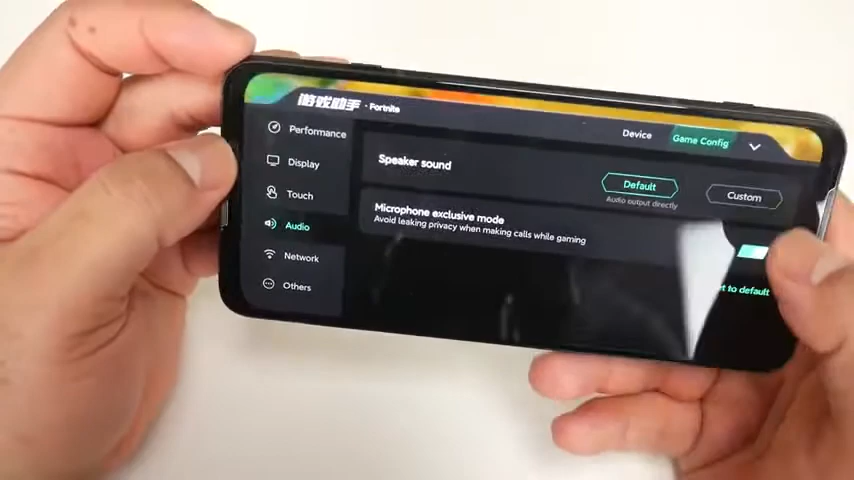 游戏助手 · Fortnite
Device
Game Config
Performance
Display
Touch
Audio
Network
Others
Speaker sound
Default
Audio output directly
Custom
Microphone exclusive mode
Avoid leaking privacy when making calls while gaming
et to default